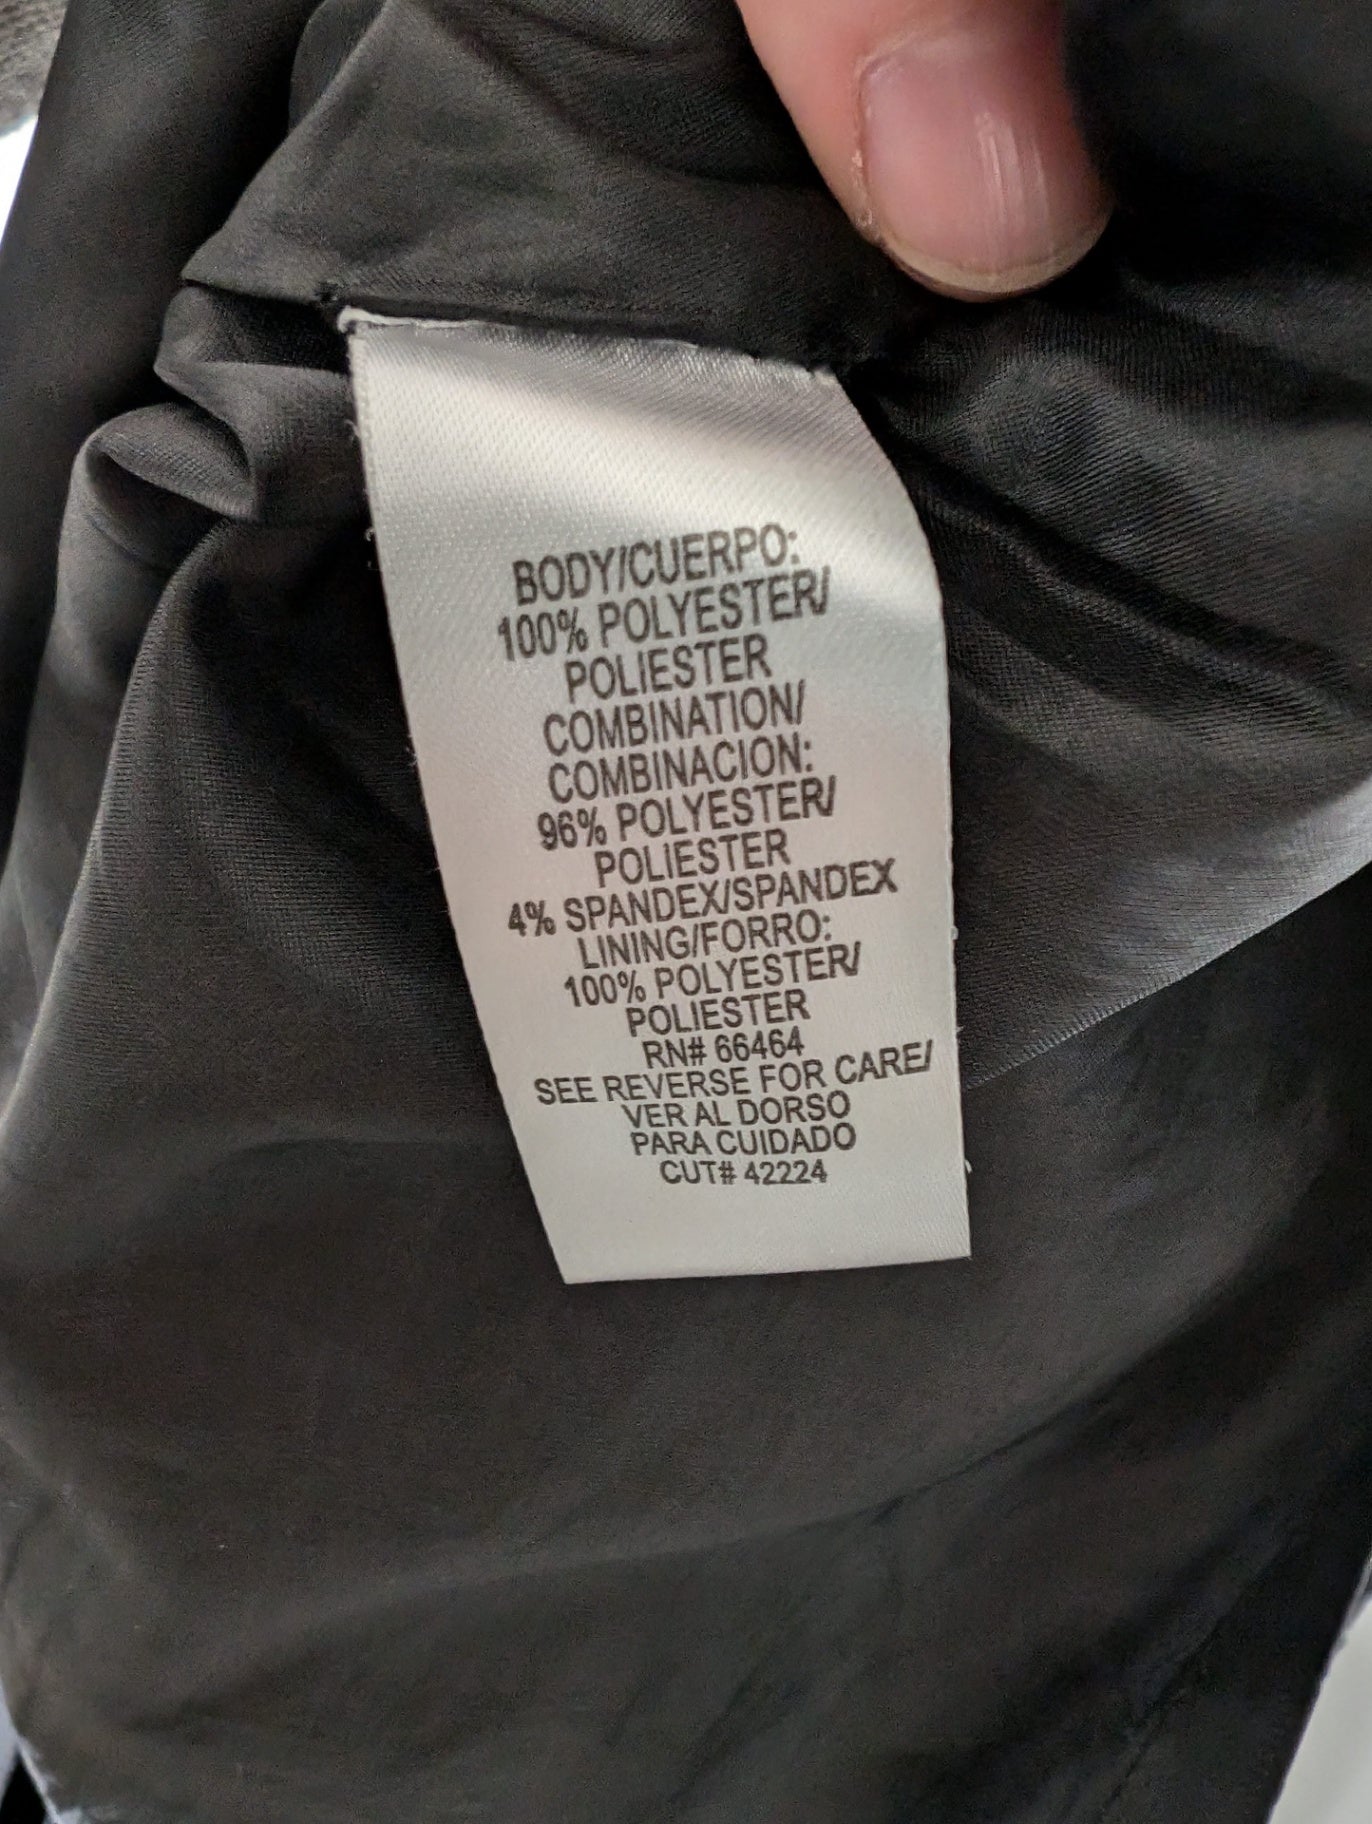 BODY/CUERPO:
100% POLYESTER/
POLIESTER
COMBINATION/
COMBINACION:
96% POLYESTER/
POLIESTER
4% SPANDEX/SPANDEX
LINING/FORRO:
100% POLYESTER/
POLIESTER
RN# 66464
SEE REVERSE FOR CARE/
VER AL DORSO
PARA CUIDADO
CUT# 42224